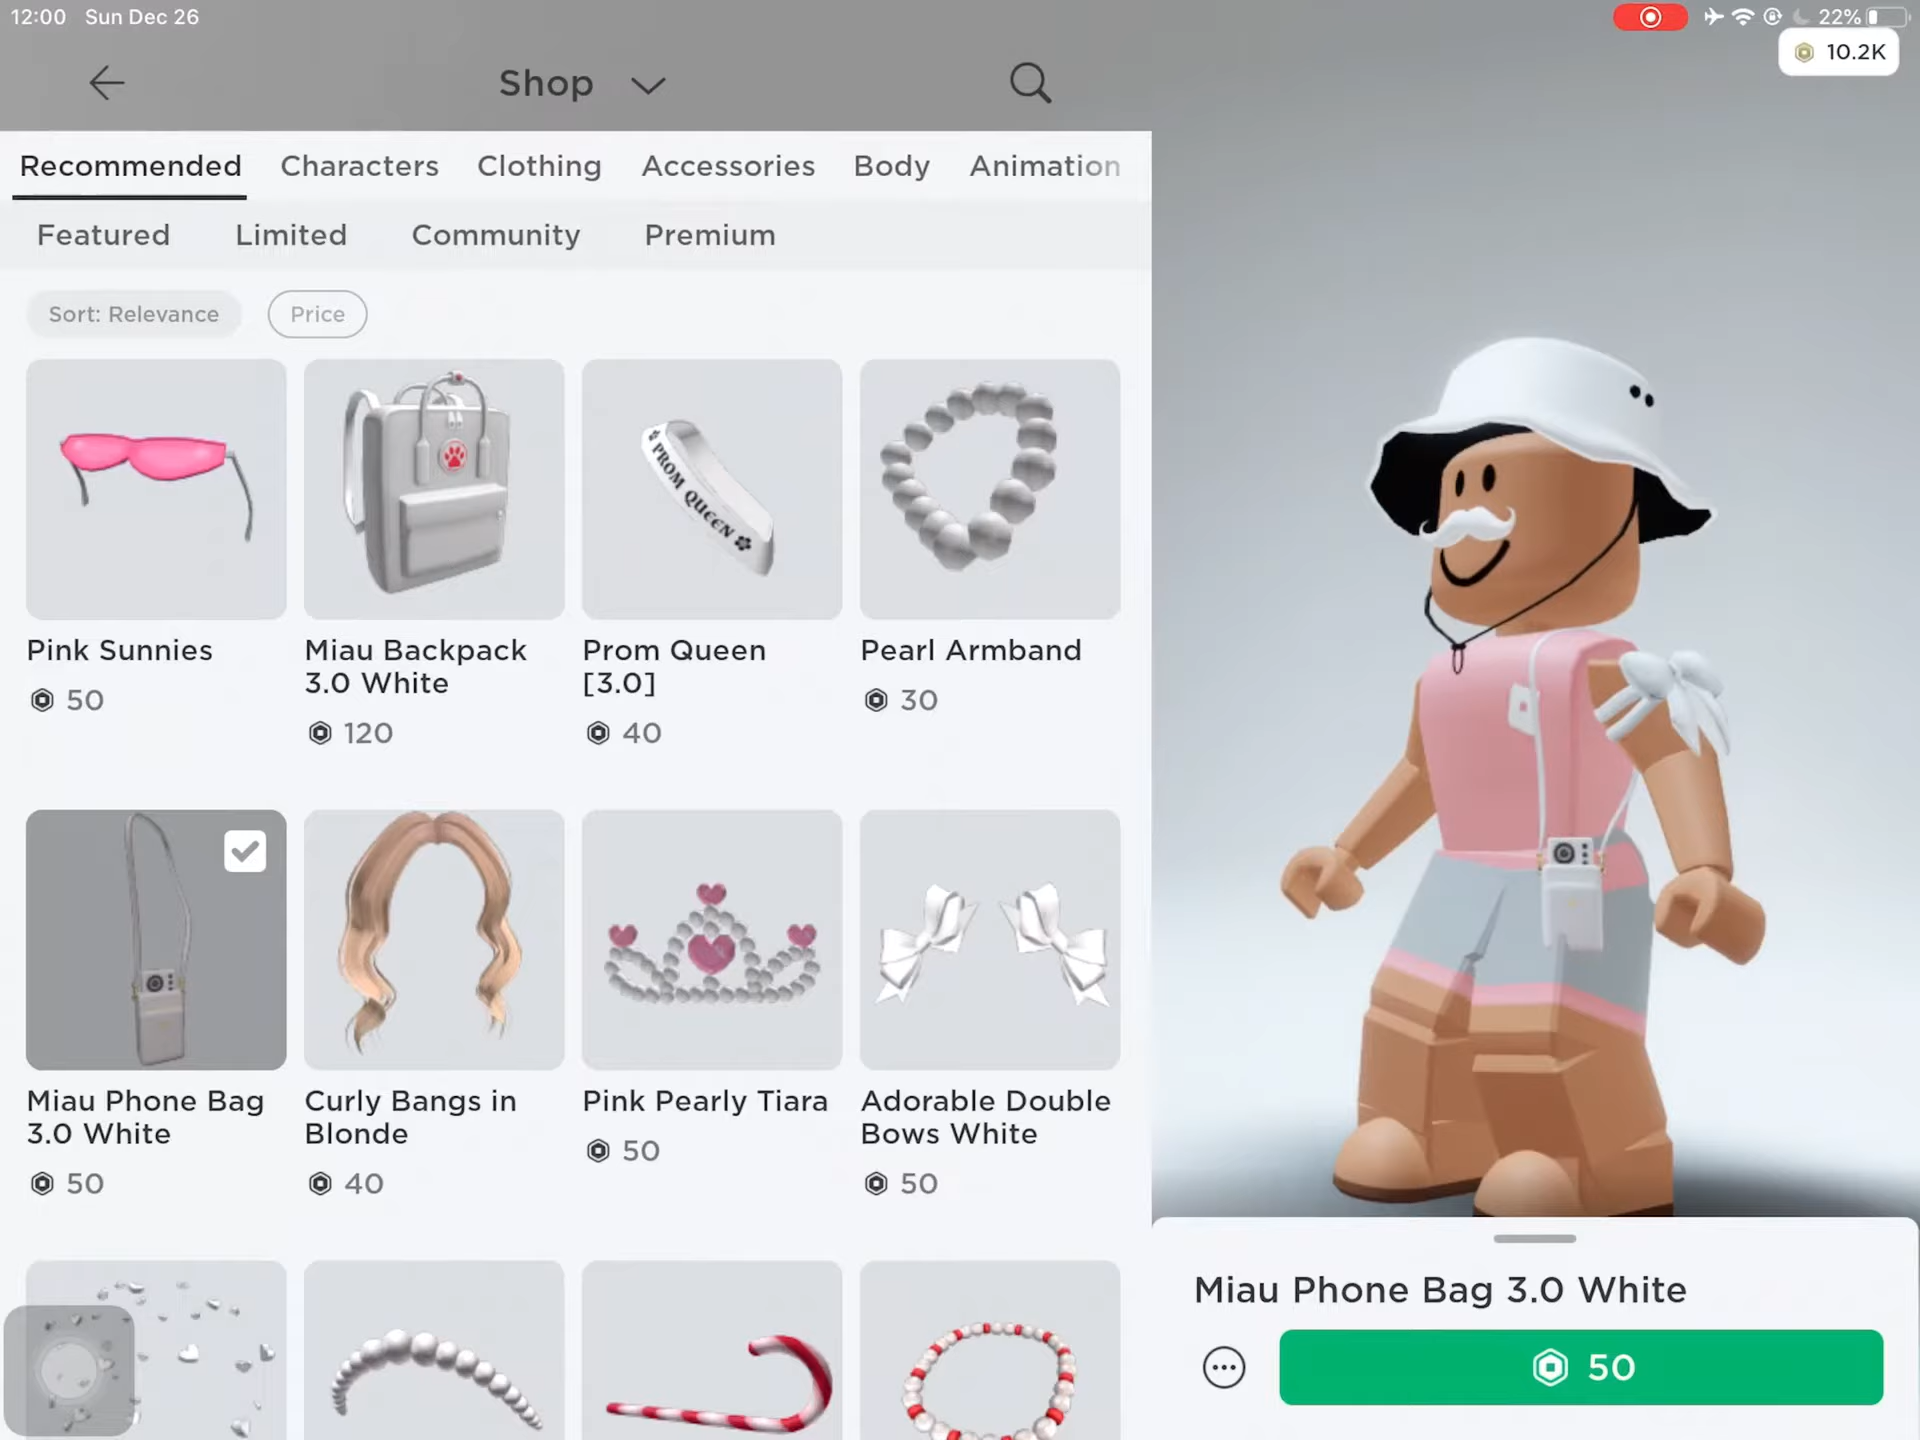 12:00 Sun Dec 26
22%
10.2K
Shop
Recommended Characters Clothing Accessories Body Animation
Featured Limited Community Premium
Sort: Relevance Price
PROM QUEEN
Pink Sunnies
50
Miau Backpack
3.0 White
120
Prom Queen
[3.0]
40
Pearl Armband
30
Miau Phone Bag
3.0 White
50
Curly Bangs in
Blonde
40
Pink Pearly Tiara
50
Adorable Double
Bows White
50
Miau Phone Bag 3.0 White
50